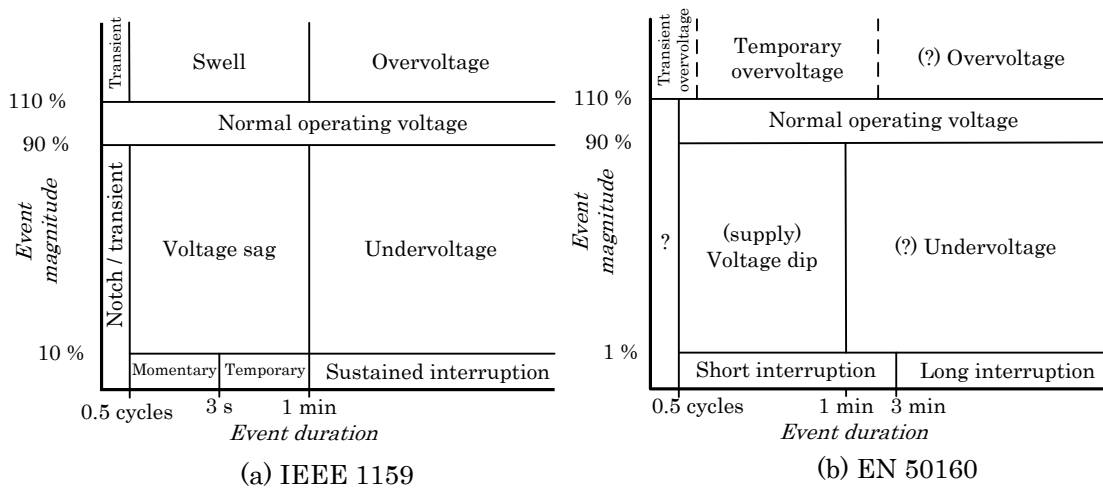 Transient
Swell
Overvoltage
110 %
Normal operating voltage
90 %
Event
magnitude
Notch / transient
Voltage sag
Undervoltage
10 %
Momentary
Temporary
Sustained interruption
0.5 cycles
3 s
1 min
Event duration
(a) IEEE 1159
Transient
overvoltage
Temporary
overvoltage
(?) Overvoltage
110 %
Normal operating voltage
90 %
Event
magnitude
?
(supply)
Voltage dip
(?) Undervoltage
1 %
Short interruption
Long interruption
0.5 cycles
1 min
3 min
Event duration
(b) EN 50160